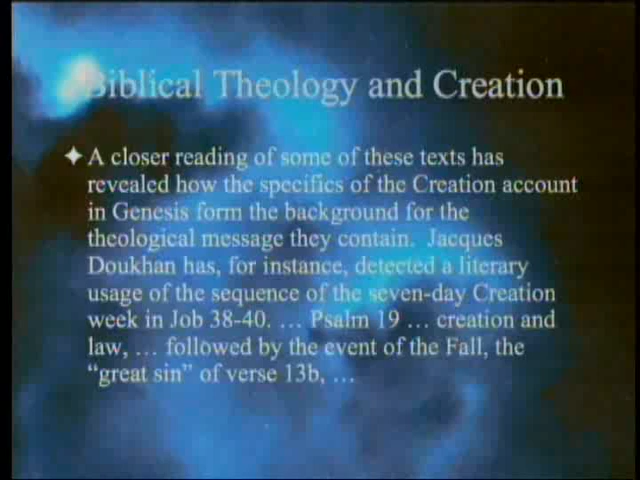 Biblical Theology and Creation
✦ A closer reading of some of these texts has
revealed how the specifics of the Creation account
in Genesis form the background for the
theological message they contain. Jacques
Doukhan has, for instance, detected a literary
usage of the sequence of the seven-day Creation
week in Job 38-40. … Psalm 19 … creation and
law, … followed by the event of the Fall, the
“great sin” of verse 13b, …